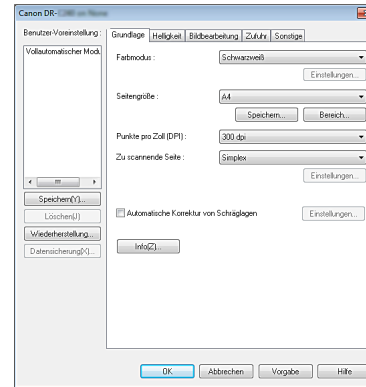 Canon DR-
Benutzer-Voreinstellung :
Vollautomatischer Modu
Speichern(Y)...
Löschen(J)
Wiederherstellung...
Datensicherung(X)...
Grundlage Helligkeit Bildbearbeitung Zufuhr Sonstige
Farbmodus : Schwarzweiß
Einstellungen...
Seitengröße : A4
Speichern... Bereich...
Punkte pro Zoll (DPI) : 300 dpi
Zu scannende Seite : Simplex
Einstellungen...
Automatische Korrektur von Schräglagen Einstellungen...
Info(Z)...
OK Abbrechen Vorgabe Hilfe